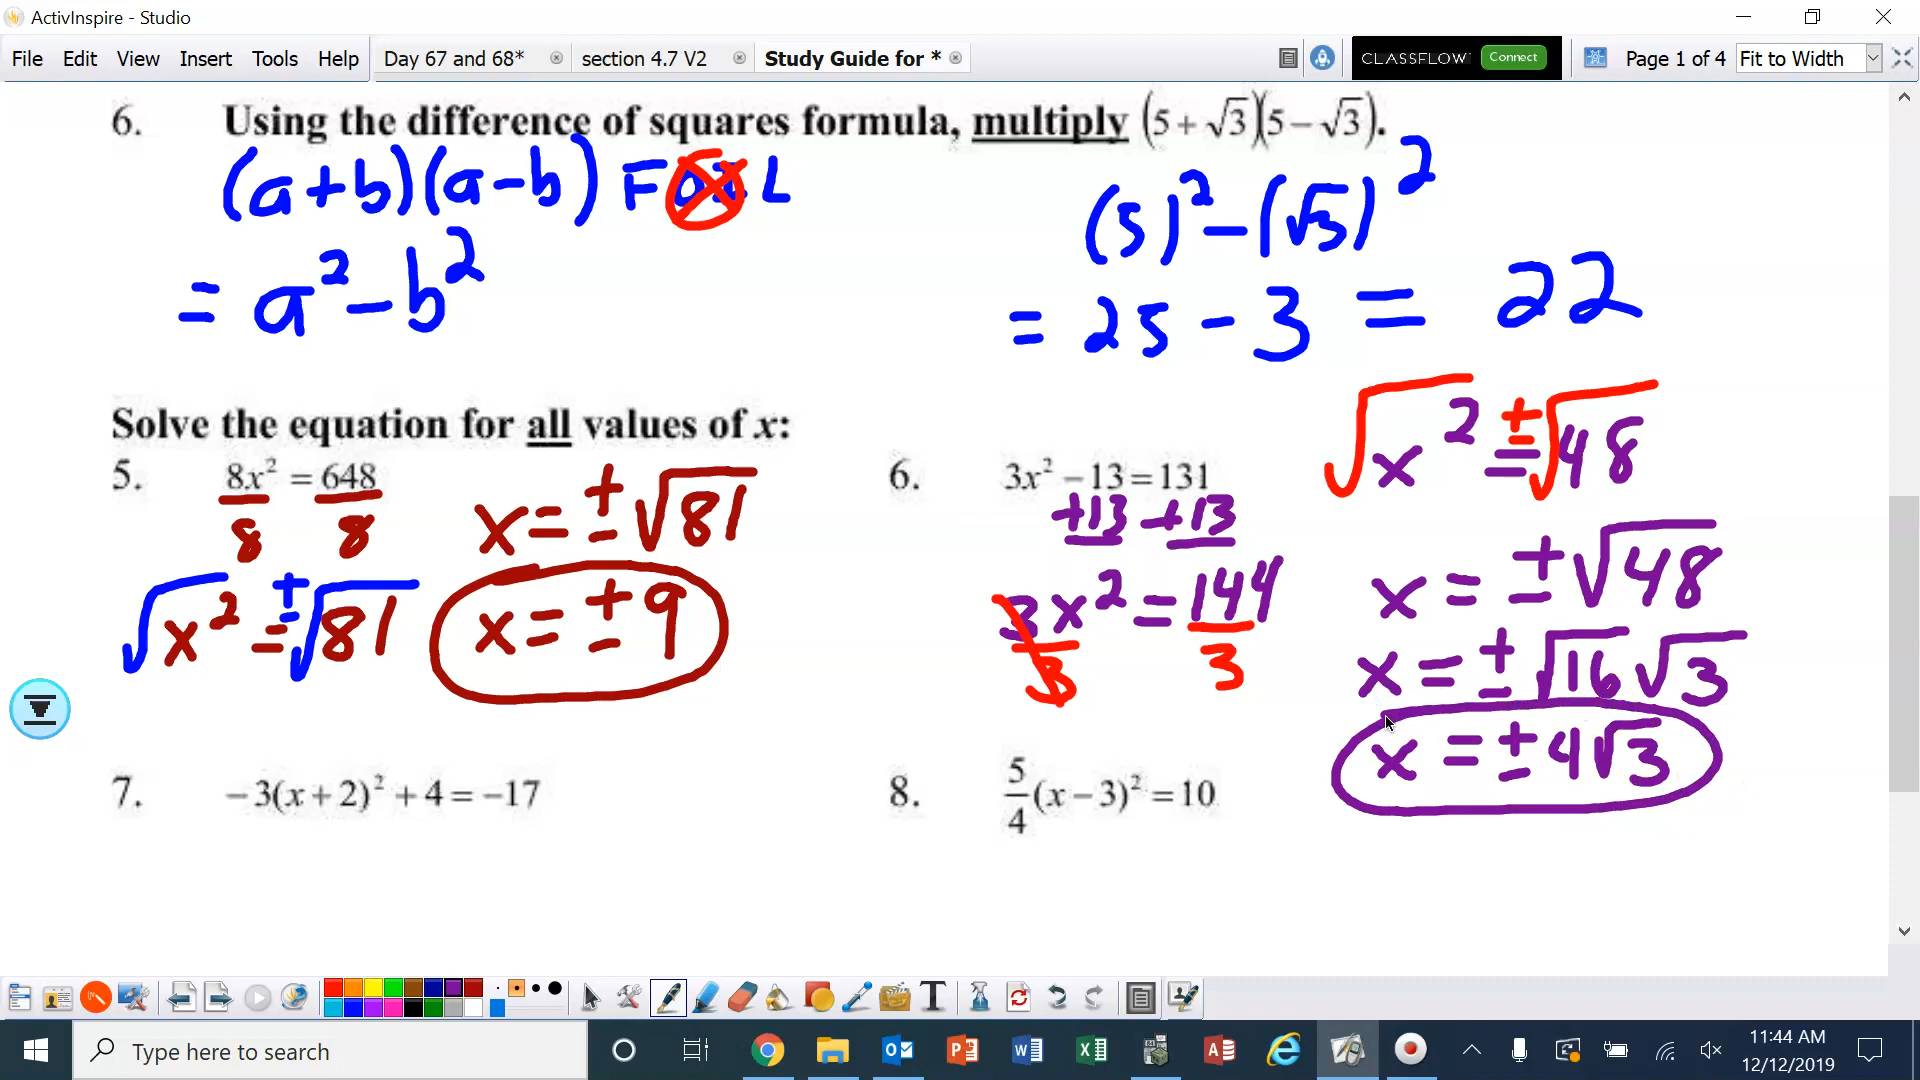 ActivInspire - Studio
File Edit View Insert Tools Help Day 67 and 68* section 4.7 V2 Study Guide for * CLASSFLOW Connect Page 1 of 4 Fit to Width
6. Using the difference of squares formula, multiply (5 + √3)(5 − √3).
(a+b)(a-b) F L
(5)² - (√3)²
= a² - b²
= 25 - 3 = 22
Solve the equation for all values of x:
5. 8x² = 648
8 8
√x² = ±√81
x = ±√81
x = ±9
6. 3x² − 13 = 131
+13 +13
3x² = 144
3 3
√x² = ±√48
x = ±√48
x = ±√16√3
x = ±4√3
7. −3(x + 2)² + 4 = −17
8. 5/4(x − 3)² = 10
Type here to search
11:44 AM
12/12/2019